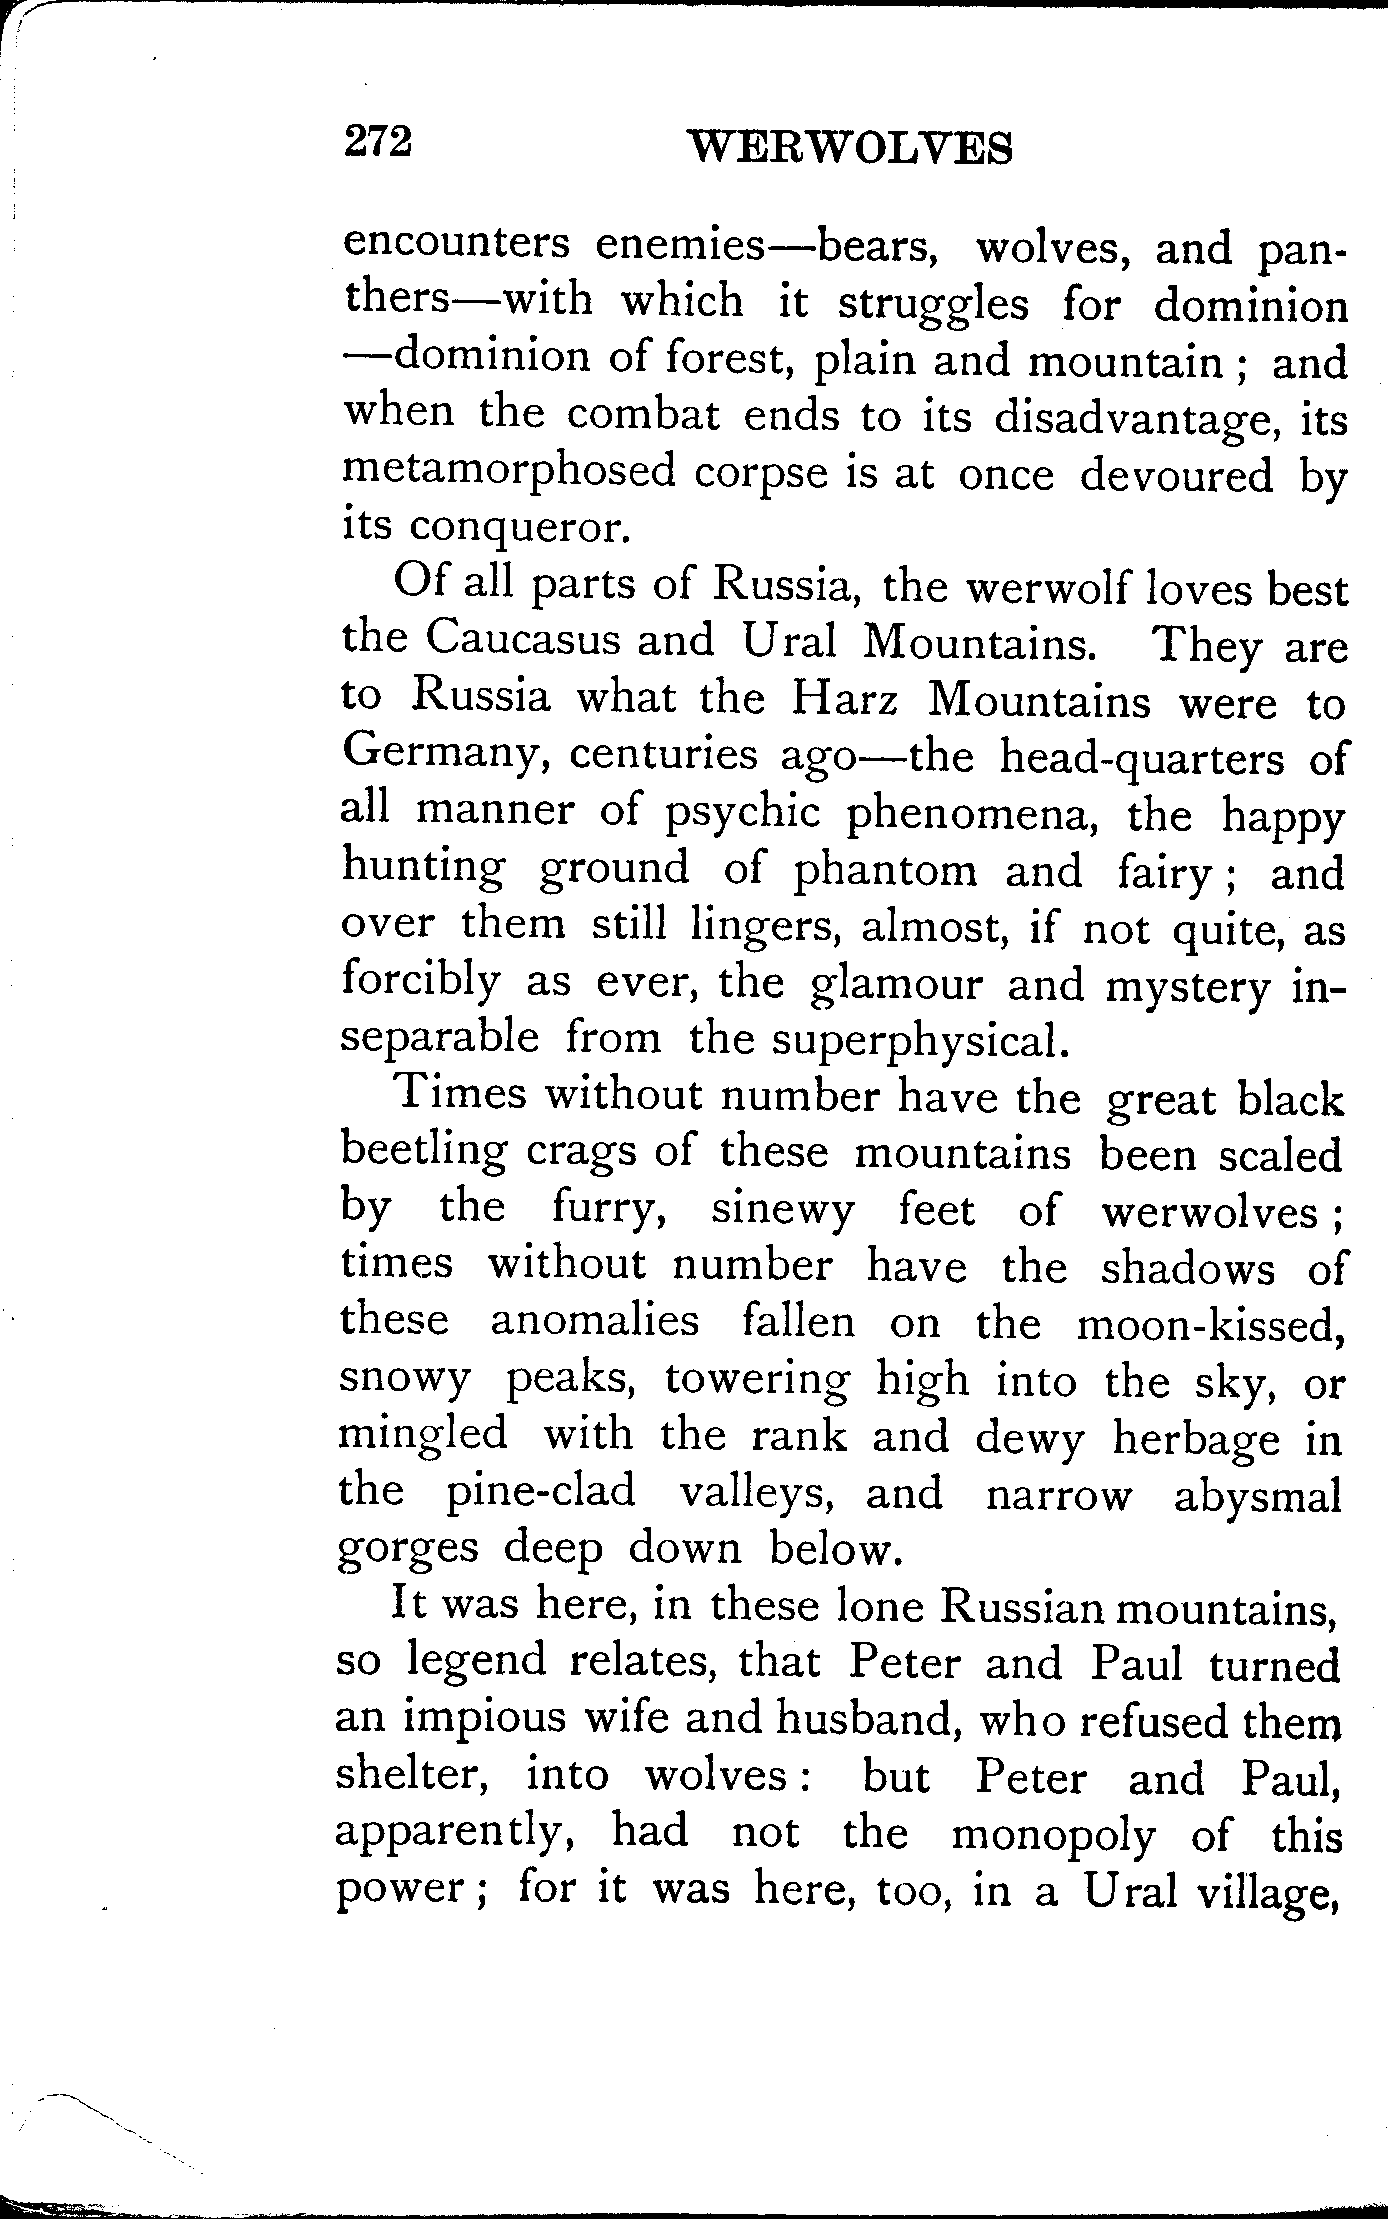 272 WERWOLVES
encounters enemies—bears, wolves, and pan-
thers—with which it struggles for dominion
—dominion of forest, plain and mountain ; and
when the combat ends to its disadvantage, its
metamorphosed corpse is at once devoured by
its conqueror.
Of all parts of Russia, the werwolf loves best
the Caucasus and Ural Mountains. They are
to Russia what the Harz Mountains were to
Germany, centuries ago—the head-quarters of
all manner of psychic phenomena, the happy
hunting ground of phantom and fairy ; and
over them still lingers, almost, if not quite, as
forcibly as ever, the glamour and mystery in-
separable from the superphysical.
Times without number have the great black
beetling crags of these mountains been scaled
by the furry, sinewy feet of werwolves ;
times without number have the shadows of
these anomalies fallen on the moon-kissed,
snowy peaks, towering high into the sky, or
mingled with the rank and dewy herbage in
the pine-clad valleys, and narrow abysmal
gorges deep down below.
It was here, in these lone Russian mountains,
so legend relates, that Peter and Paul turned
an impious wife and husband, who refused them
shelter, into wolves : but Peter and Paul,
apparently, had not the monopoly of this
power ; for it was here, too, in a Ural village,